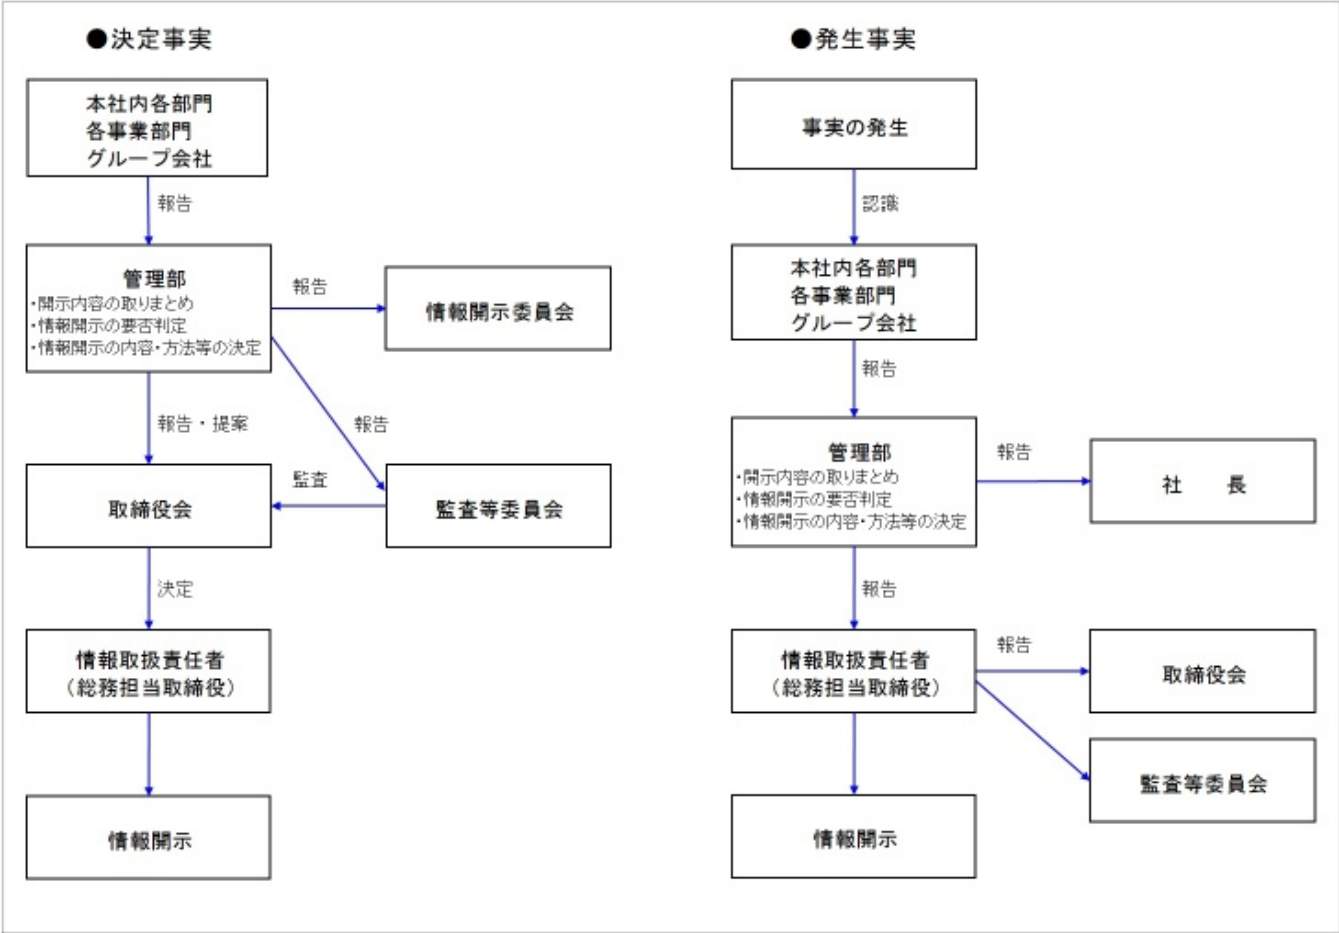 ●決定事実
本社内各部門
各事業部門
グループ会社
報告
管理部
・開示内容の取りまとめ
・情報開示の要否判定
・情報開示の内容・方法等の決定
報告
情報開示委員会
報告・提案
報告
取締役会
監査
監査等委員会
決定
情報取扱責任者
（総務担当取締役）
情報開示
●発生事実
事実の発生
認識
本社内各部門
各事業部門
グループ会社
報告
管理部
・開示内容の取りまとめ
・情報開示の要否判定
・情報開示の内容・方法等の決定
報告
社　長
報告
情報取扱責任者
（総務担当取締役）
報告
取締役会
監査等委員会
情報開示